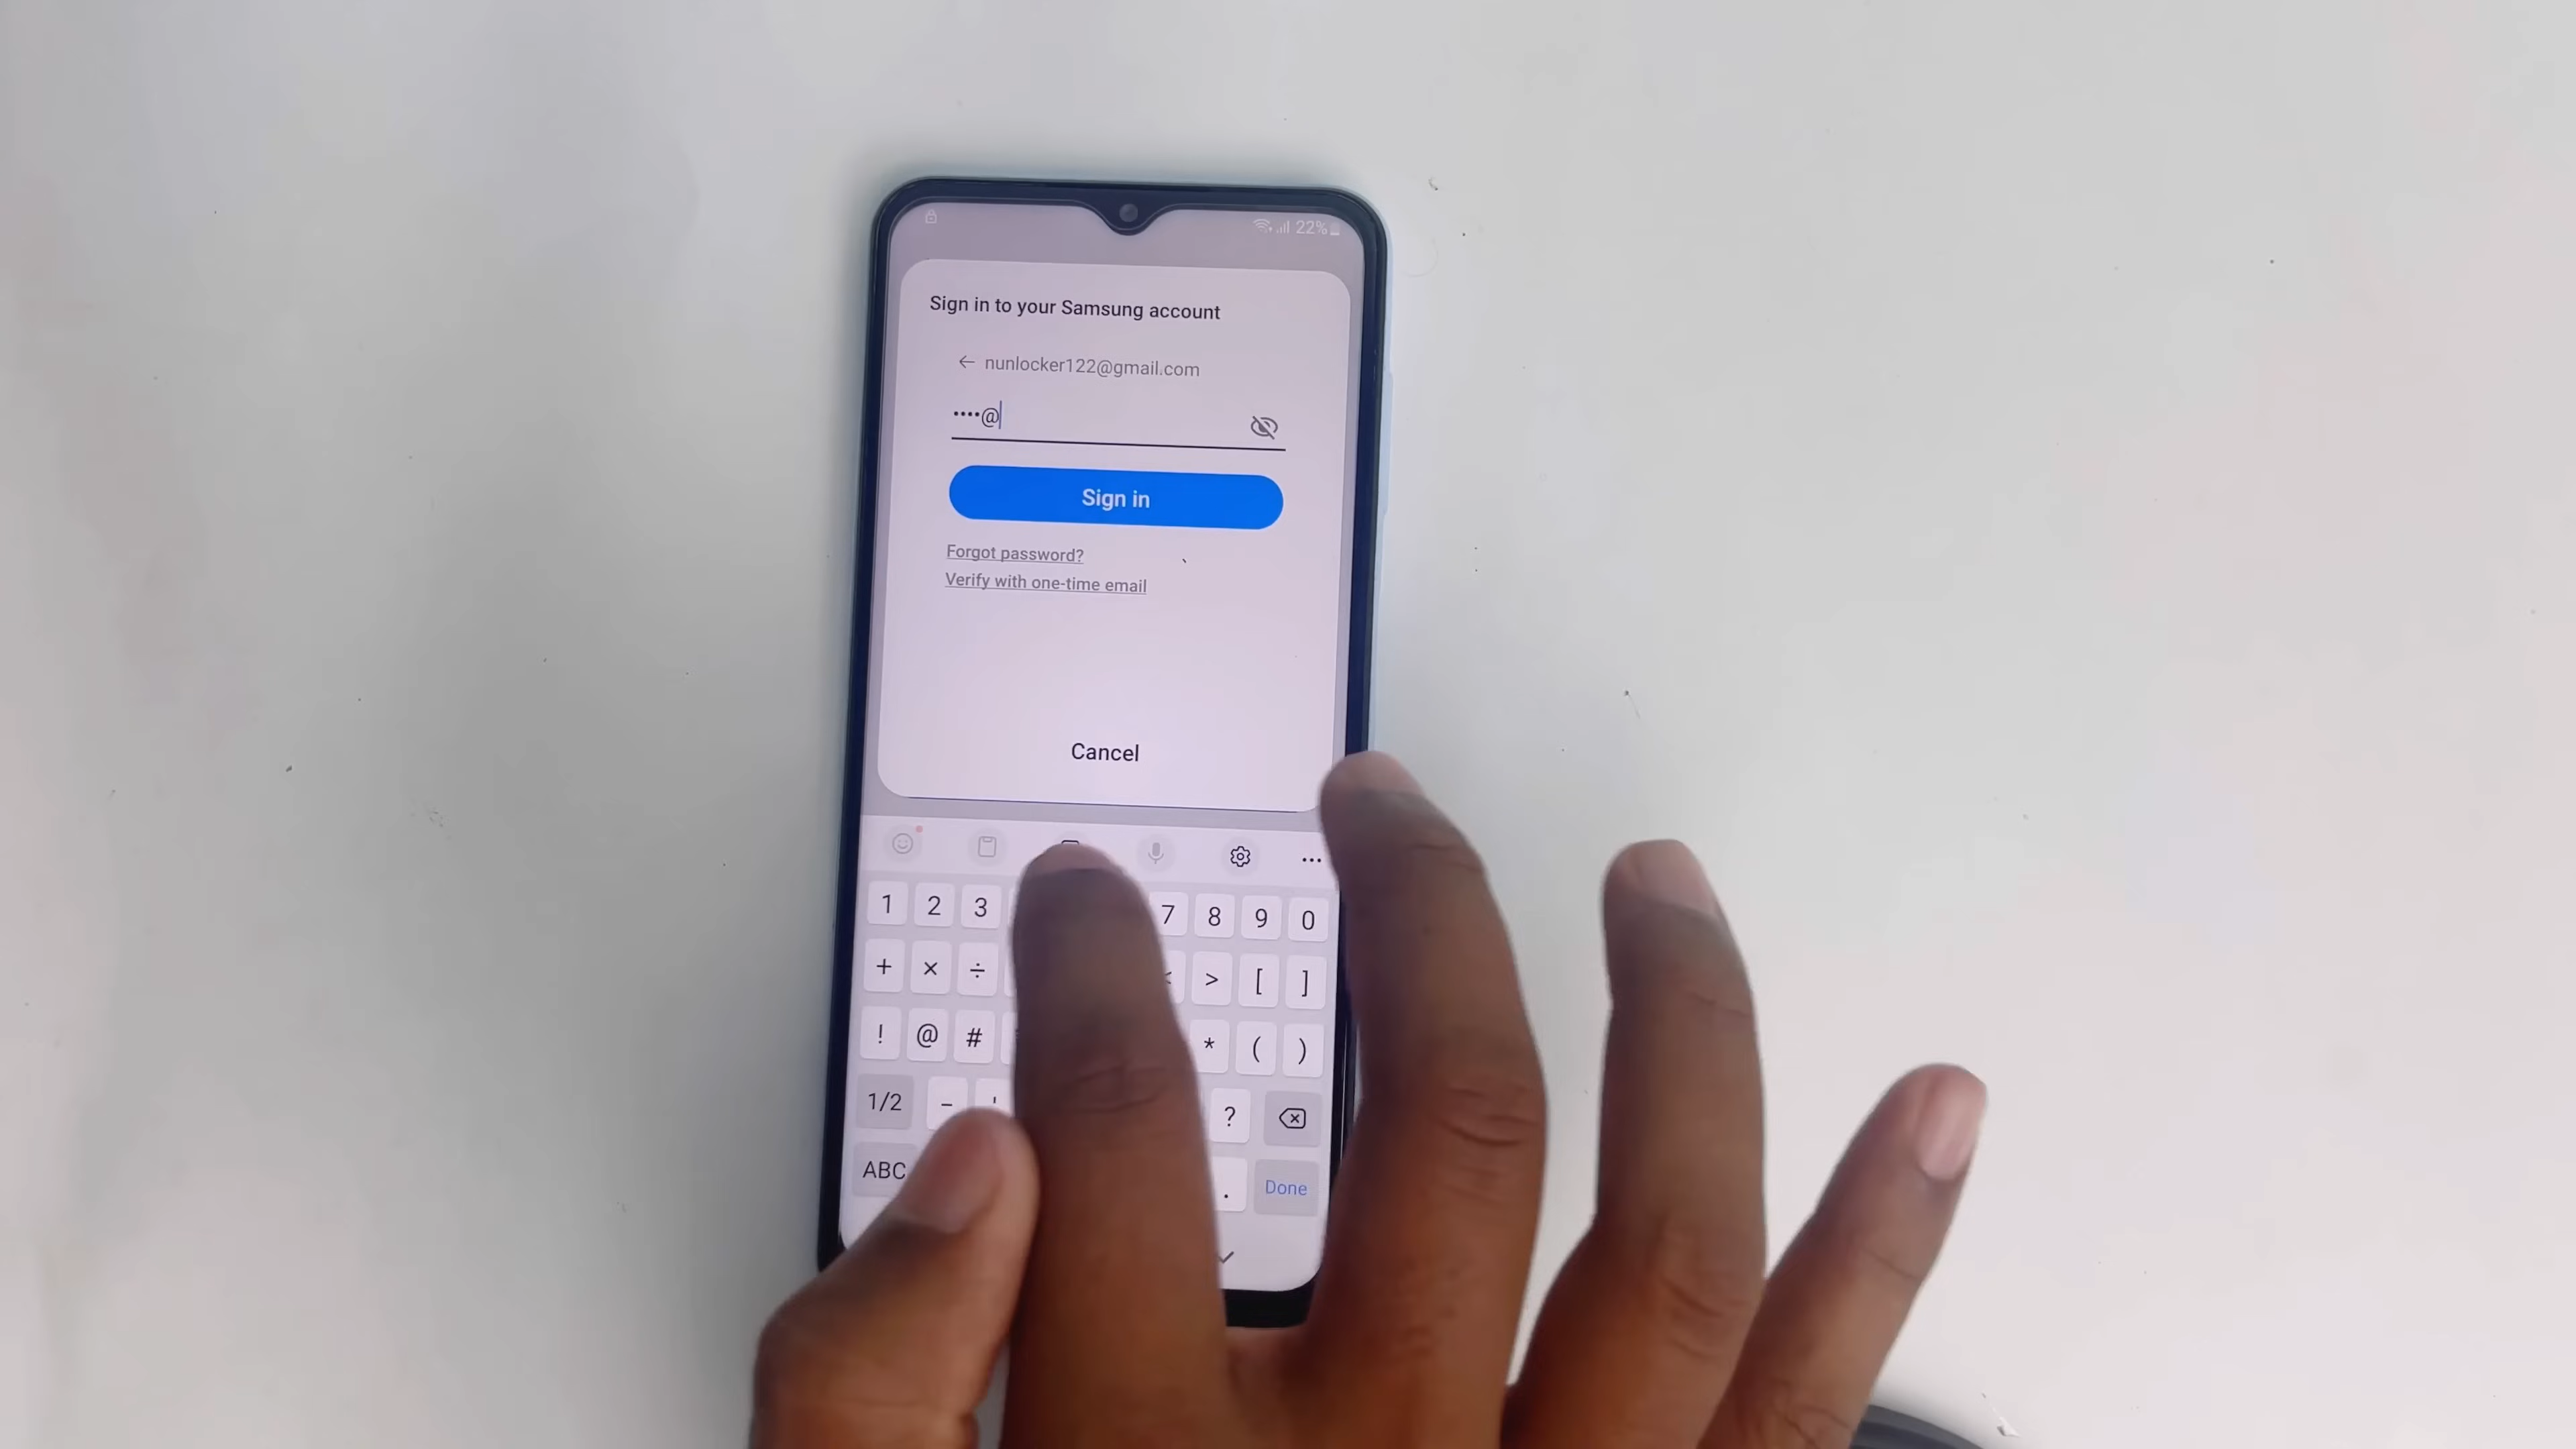 22%
Sign in to your Samsung account
← nunlocker122@gmail.com
••••@
Sign in
Forgot password?
Verify with one-time email
Cancel
1 2 3 7 8 9 0
+ × ÷ > [ ]
! @ # * ( )
1/2 - ' ?
ABC . Done